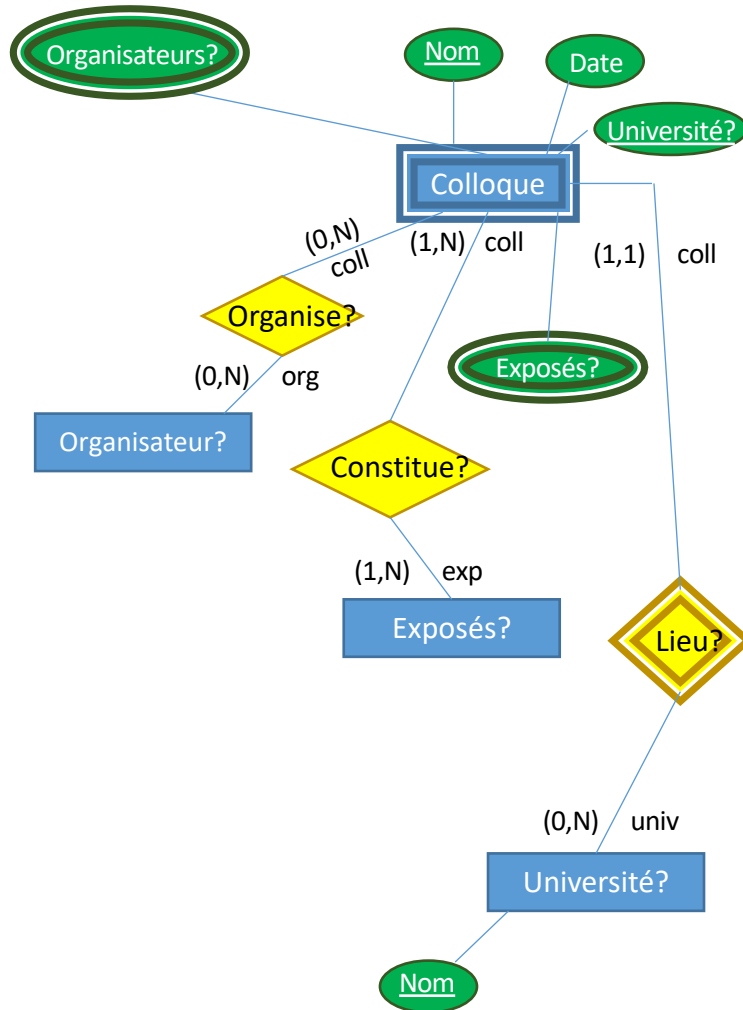 Organisateurs?
Nom
Date
Université?
Colloque
(0,N)
coll
(1,N) coll
(1,1) coll
Organise?
Exposés?
(0,N) org
Organisateur?
Constitue?
(1,N) exp
Exposés?
Lieu?
(0,N) univ
Université?
Nom